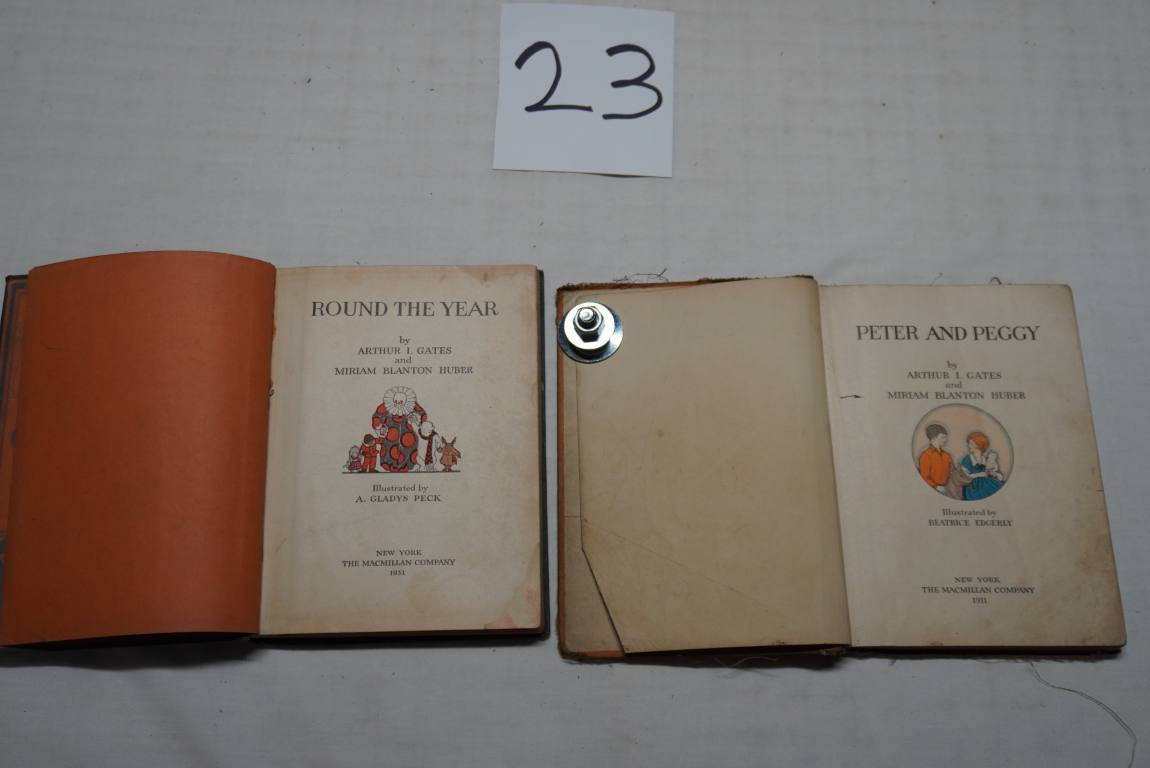 23
ROUND THE YEAR
by
ARTHUR I. GATES
and
MIRIAM BLANTON HUBER
Illustrated by
A. GLADYS PECK
NEW YORK
THE MACMILLAN COMPANY
1931
PETER AND PEGGY
by
ARTHUR I. GATES
and
MIRIAM BLANTON HUBER
Illustrated by
BEATRICE EDGERLY
NEW YORK
THE MACMILLAN COMPANY
1931